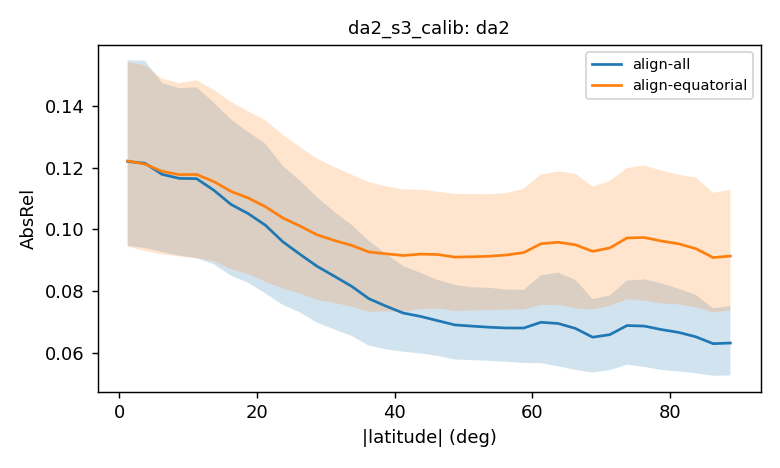 da2_s3_calib: da2
align-all
align-equatorial
AbsRel
0.14
0.12
0.10
0.08
0.06
0
20
40
60
80
|latitude| (deg)